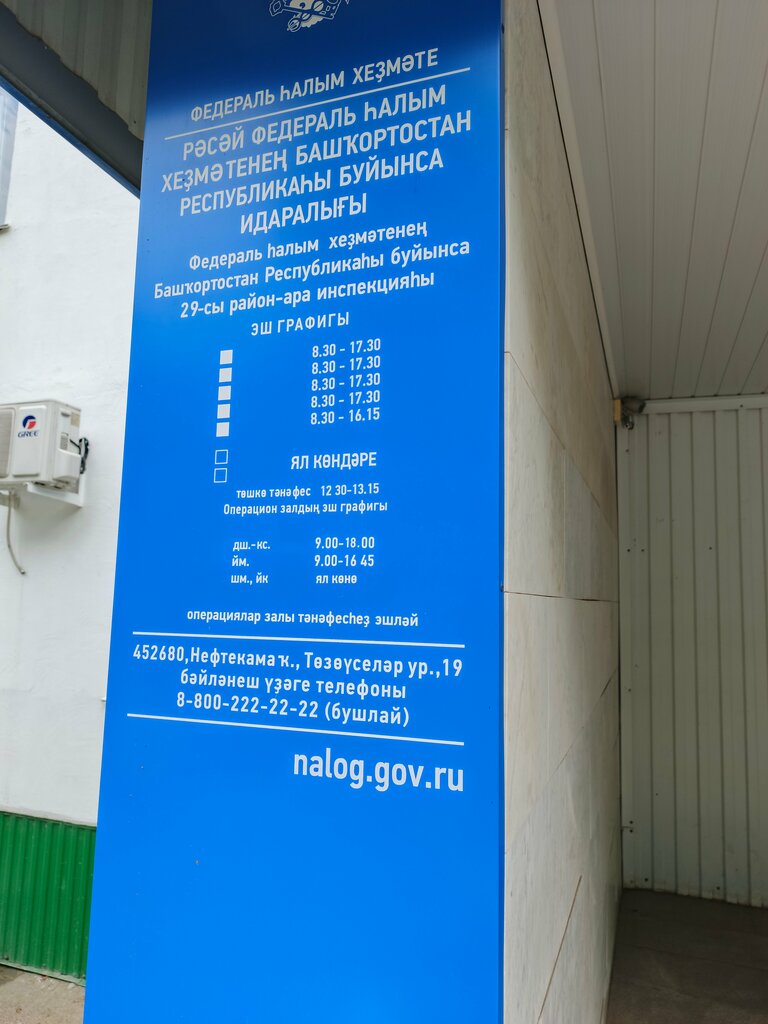 ФЕДЕРАЛЬ ҺАЛЫМ ХЕҘМӘТЕ
РӘСӘЙ ФЕДЕРАЛЬ ҺАЛЫМ
ХЕҘМӘТЕНЕҢ БАШҠОРТОСТАН
РЕСПУБЛИКАҺЫ БУЙЫНСА
ИДАРАЛЫҒЫ
Федераль һалым хеҙмәтенең
Башҡортостан Республикаһы буйынса
29-сы район-ара инспекцияһы
ЭШ ГРАФИГЫ
8.30 - 17.30
8.30 - 17.30
8.30 - 17.30
8.30 - 17.30
8.30 - 16.15
ЯЛ КӨНДӘРЕ
төшкө тәнәфес 12 30-13.15
Операцион залдың эш графигы
дш.-кс. 9.00-18.00
йм. 9.00-16 45
шм., йк ял көнө
операциялар залы тәнәфесһеҙ эшләй
452680,Нефтекамаҡ., Төҙөүселәр ур.,19
бәйләнеш үҙәге телефоны
8-800-222-22-22 (бушлай)
nalog.gov.ru
GREE